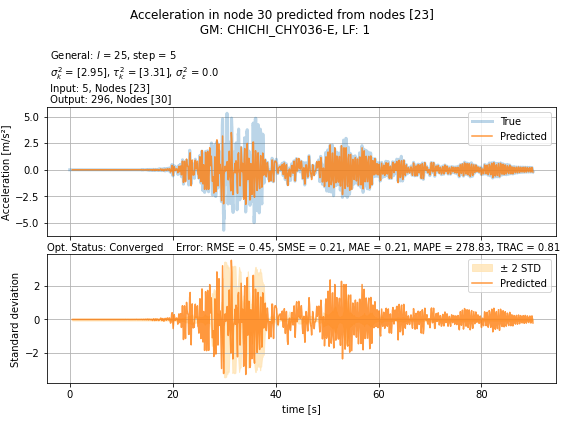 Acceleration in node 30 predicted from nodes [23]
GM: CHICHI_CHY036-E, LF: 1
General: l = 25, step = 5
σ²ₖ = [2.95], τ²ₖ = [3.31], σ²ε = 0.0
Input: 5, Nodes [23]
Output: 296, Nodes [30]
Acceleration [m/s²]
5.0
2.5
0.0
−2.5
−5.0
True
Predicted
Opt. Status: Converged Error: RMSE = 0.45, SMSE = 0.21, MAE = 0.21, MAPE = 278.83, TRAC = 0.81
Standard deviation
2
0
−2
± 2 STD
Predicted
0 20 40 60 80
time [s]